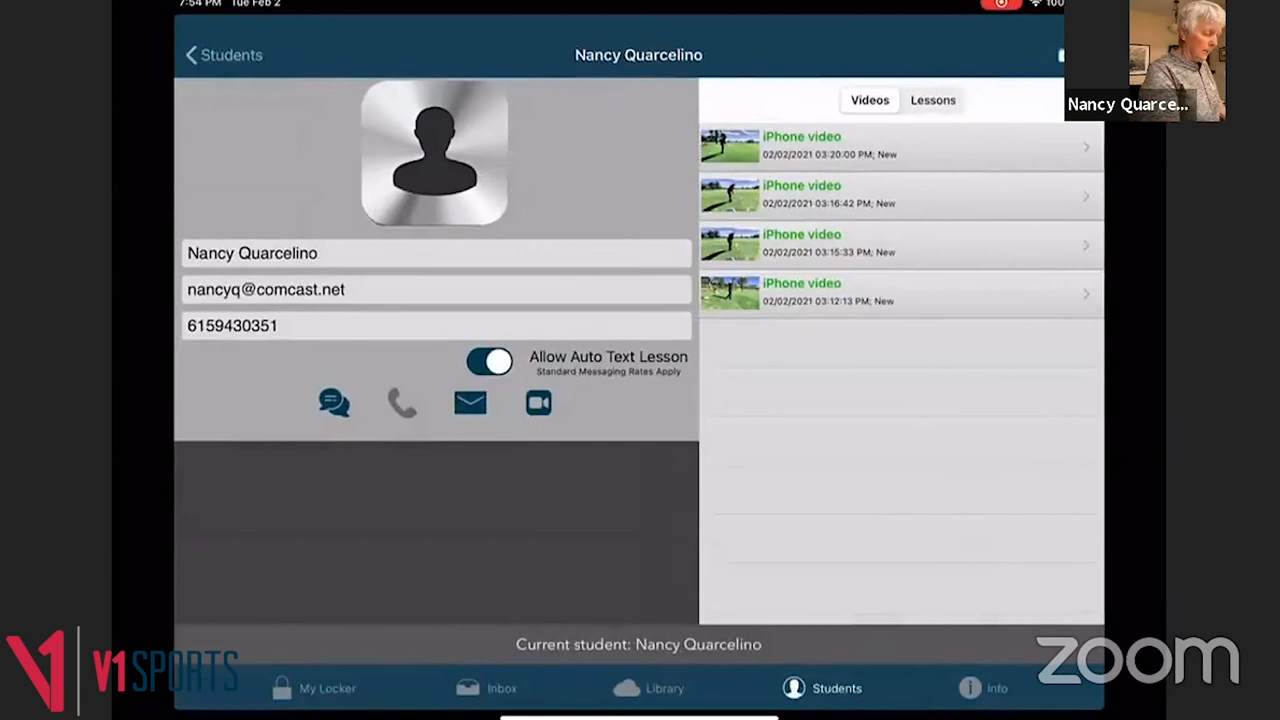 7:54 PM Tue Feb 2
100
Students
Nancy Quarcelino
Nancy Quarce...
Videos
Lessons
iPhone video
02/02/2021 03:20:00 PM; New
iPhone video
02/02/2021 03:16:42 PM; New
iPhone video
02/02/2021 03:15:33 PM; New
iPhone video
02/02/2021 03:12:13 PM; New
Nancy Quarcelino
nancyq@comcast.net
6159430351
Allow Auto Text Lesson
Standard Messaging Rates Apply
Current student: Nancy Quarcelino
My Locker
Inbox
Library
Students
Info
V1 V1SPORTS
zoom